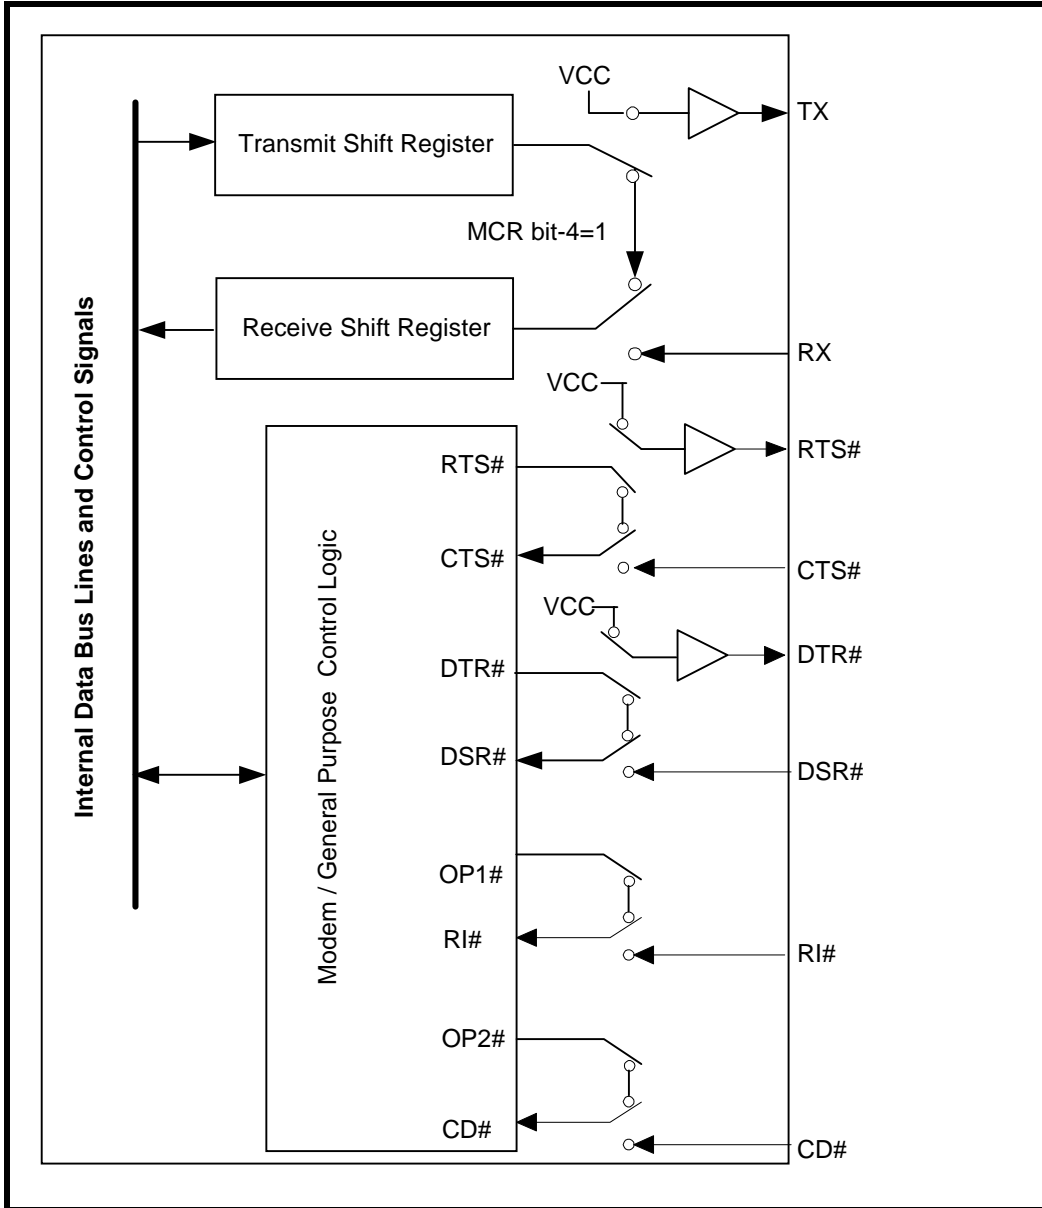 VCC
TX
Transmit Shift Register
MCR bit-4=1
Receive Shift Register
RX
VCC
RTS#
RTS#
CTS#
CTS#
VCC
DTR#
DTR#
DSR#
DSR#
OP1#
RI#
RI#
OP2#
CD#
CD#
Internal Data Bus Lines and Control Signals
Modem / General Purpose Control Logic